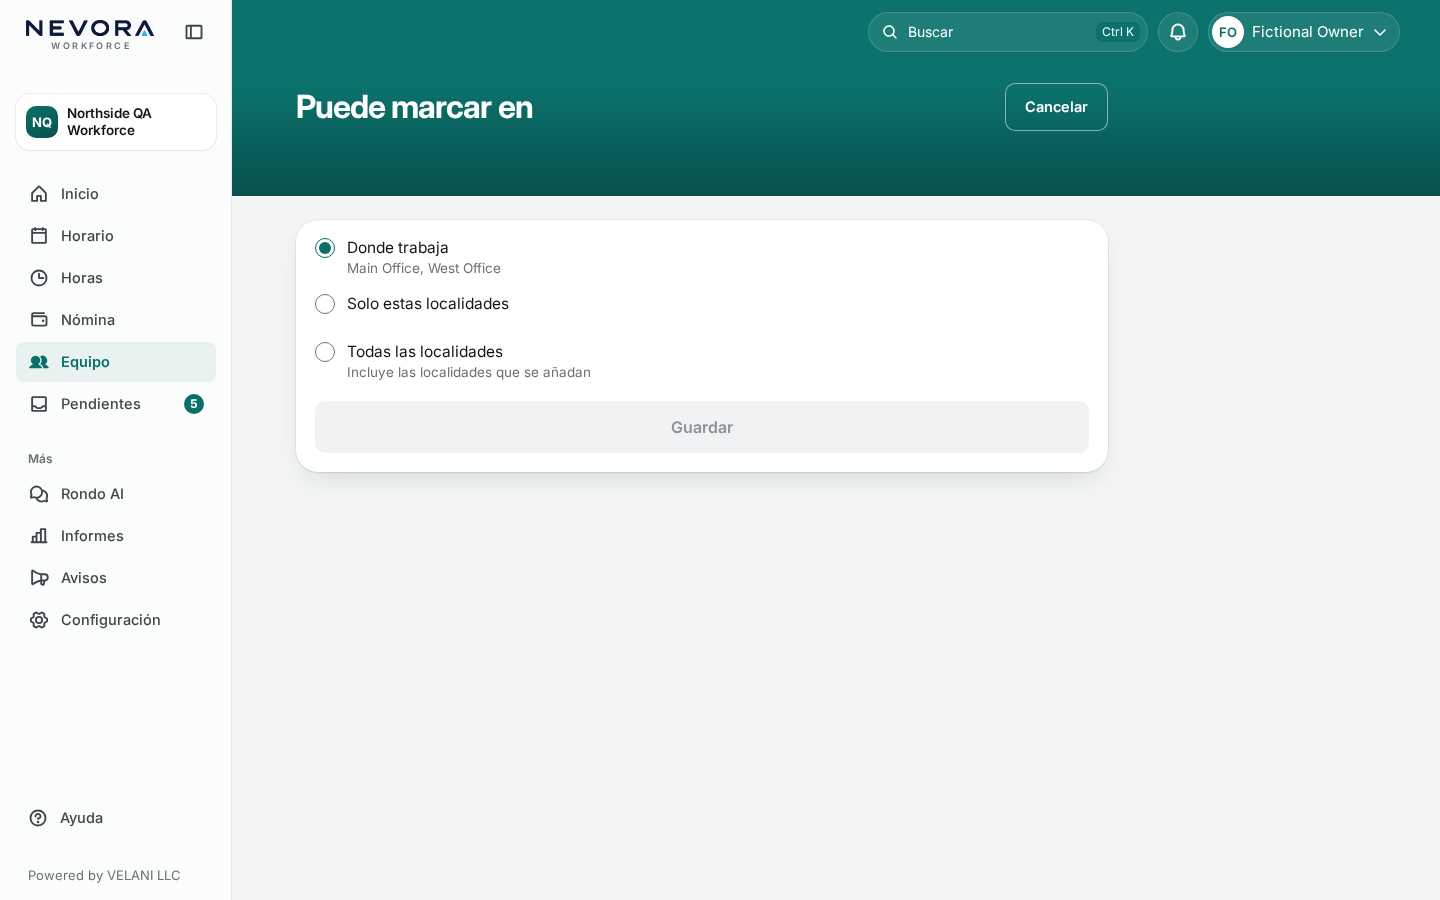 NEVORA
WORKFORCE
Buscar
Ctrl K
FO
Fictional Owner
NQ
Northside QA
Workforce
Puede marcar en
Cancelar
Inicio
Horario
Horas
Nómina
Equipo
Pendientes
5
Más
Rondo AI
Informes
Avisos
Configuración
Ayuda
Powered by VELANI LLC
Donde trabaja
Main Office, West Office
Solo estas localidades
Todas las localidades
Incluye las localidades que se añadan
Guardar